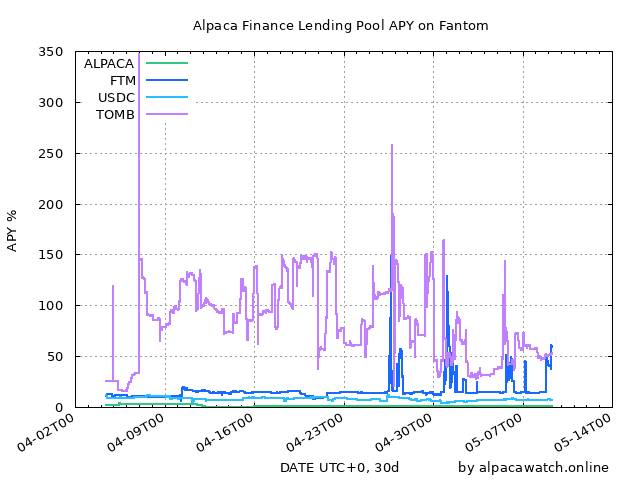 Alpaca Finance Lending Pool APY on Fantom
350
300
250
200
150
100
50
0
APY %
ALPACA
FTM
USDC
TOMB
04-02T00
04-09T00
04-16T00
04-23T00
04-30T00
05-07T00
05-14T00
DATE UTC+0, 30d
by alpacawatch.online